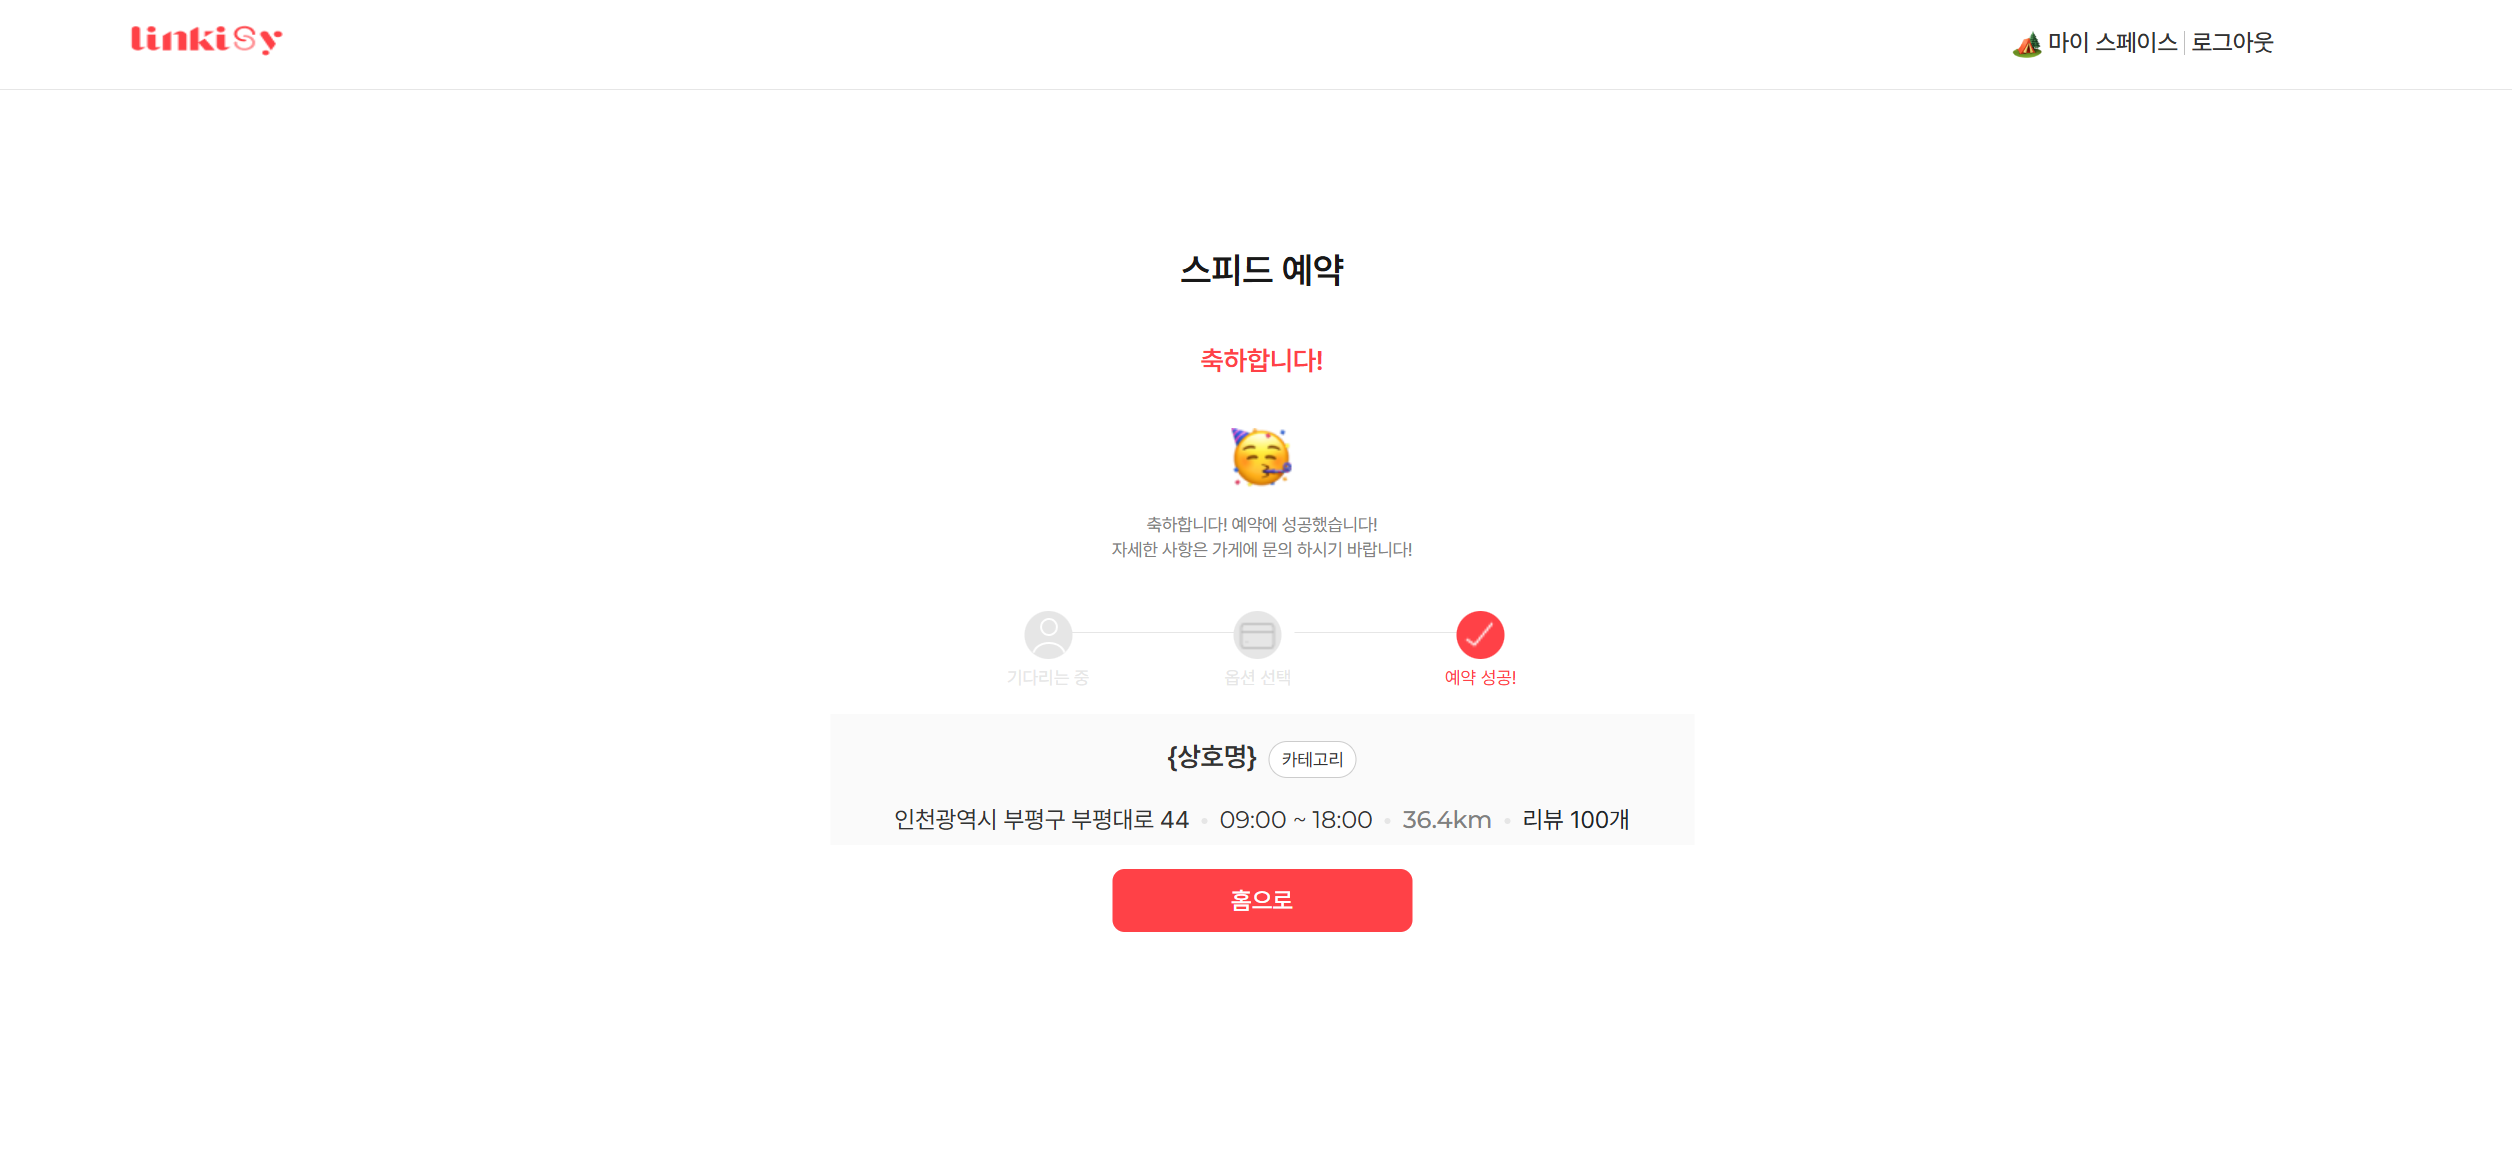 linkisy
마이 스페이스 | 로그아웃
스피드 예약
축하합니다!
축하합니다! 예약에 성공했습니다!
자세한 사항은 가게에 문의 하시기 바랍니다!
기다리는 중 옵션 선택 예약 성공!
{상호명} 카테고리
인천광역시 부평구 부평대로 44 • 09:00 ~ 18:00 • 36.4km • 리뷰 100개
홈으로